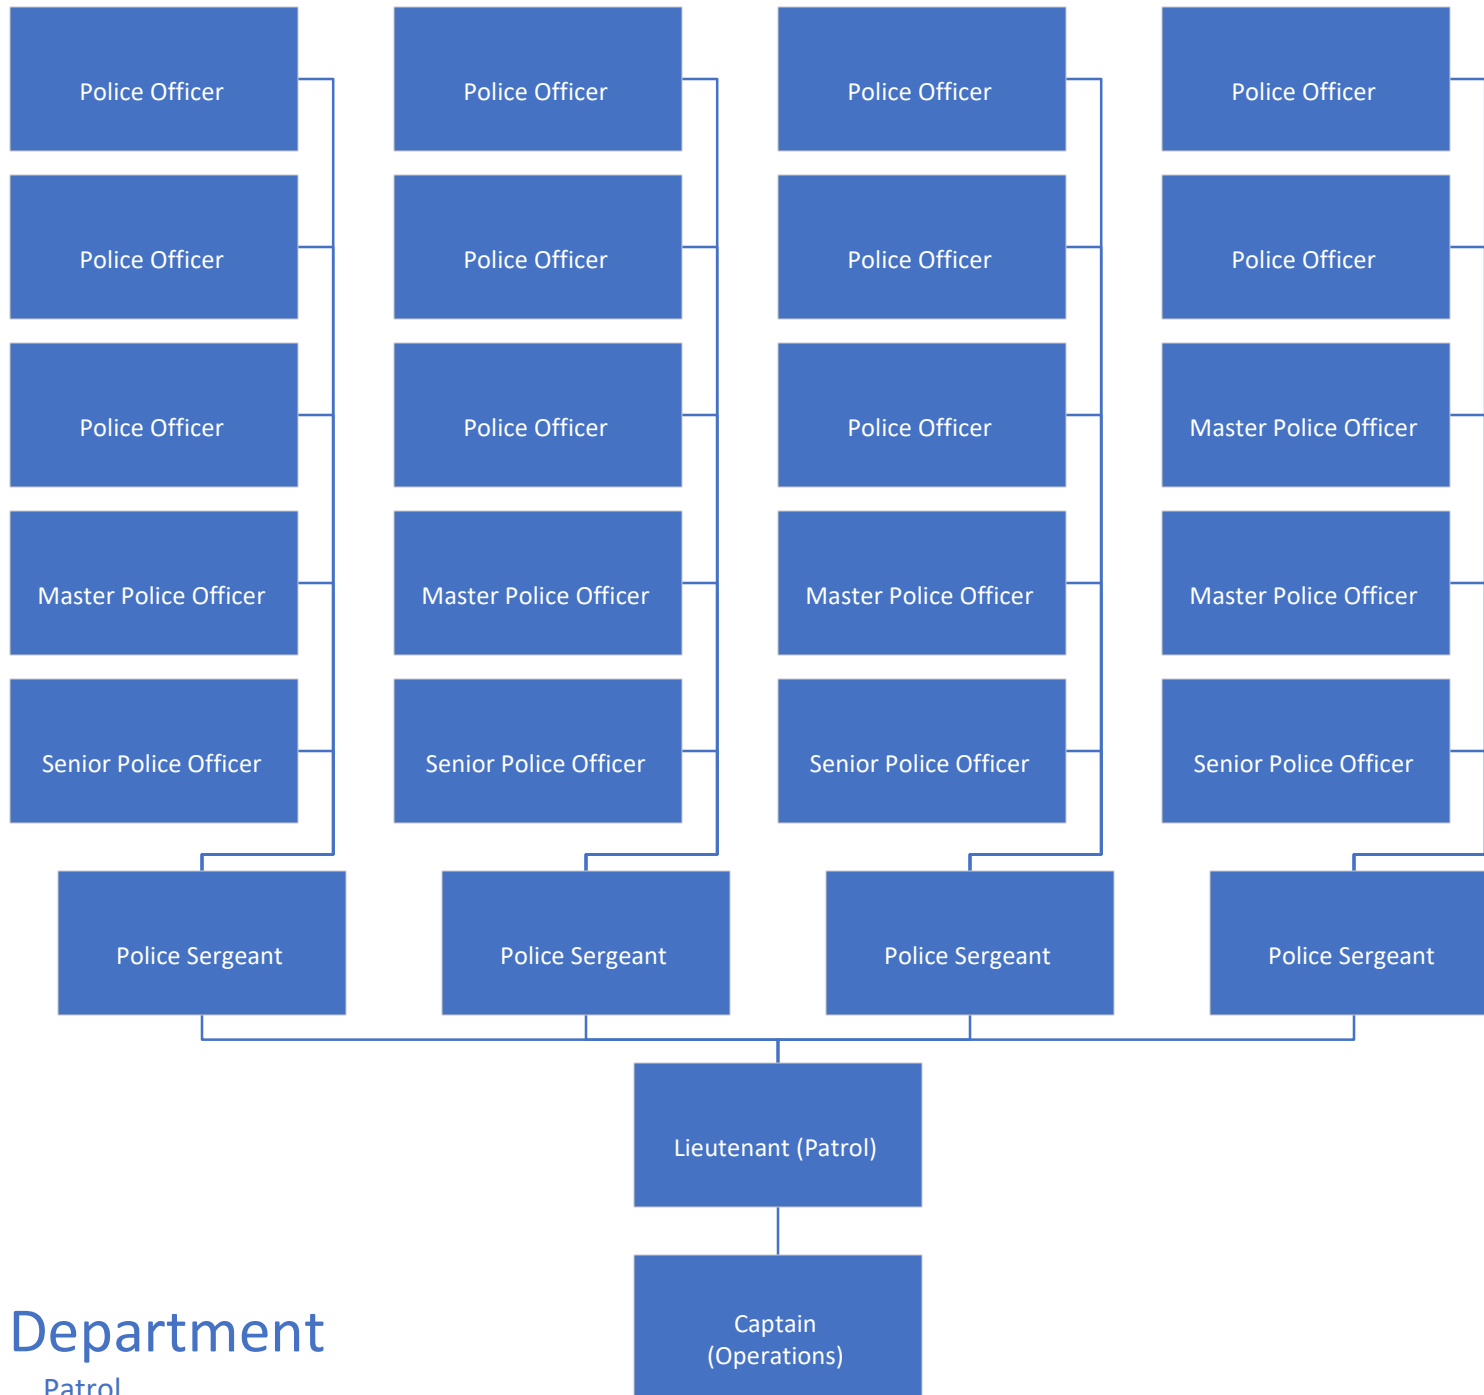 Police Officer
Police Officer
Police Officer
Police Officer
Police Officer
Police Officer
Police Officer
Police Officer
Police Officer
Police Officer
Police Officer
Master Police Officer
Master Police Officer
Master Police Officer
Master Police Officer
Master Police Officer
Senior Police Officer
Senior Police Officer
Senior Police Officer
Senior Police Officer
Police Sergeant
Police Sergeant
Police Sergeant
Police Sergeant
Lieutenant (Patrol)
Captain
(Operations)
Department
Patrol